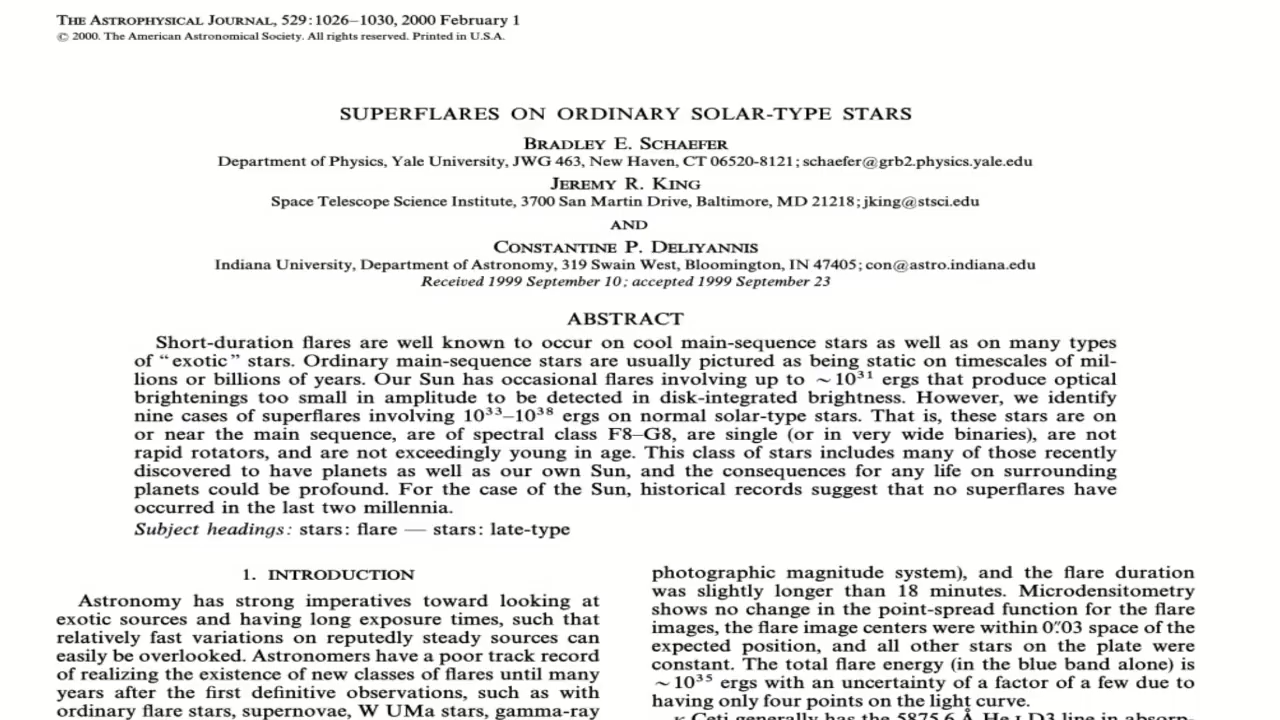 THE ASTROPHYSICAL JOURNAL, 529:1026–1030, 2000 February 1
© 2000. The American Astronomical Society. All rights reserved. Printed in U.S.A.
SUPERFLARES ON ORDINARY SOLAR-TYPE STARS
BRADLEY E. SCHAEFER
Department of Physics, Yale University, JWG 463, New Haven, CT 06520-8121; schaefer@grb2.physics.yale.edu
JEREMY R. KING
Space Telescope Science Institute, 3700 San Martin Drive, Baltimore, MD 21218; jking@stsci.edu
AND
CONSTANTINE P. DELIYANNIS
Indiana University, Department of Astronomy, 319 Swain West, Bloomington, IN 47405; con@astro.indiana.edu
Received 1999 September 10; accepted 1999 September 23
ABSTRACT
Short-duration flares are well known to occur on cool main-sequence stars as well as on many types
of “exotic” stars. Ordinary main-sequence stars are usually pictured as being static on timescales of mil-
lions or billions of years. Our Sun has occasional flares involving up to ~10³¹ ergs that produce optical
brightenings too small in amplitude to be detected in disk-integrated brightness. However, we identify
nine cases of superflares involving 10³³–10³⁸ ergs on normal solar-type stars. That is, these stars are on
or near the main sequence, are of spectral class F8–G8, are single (or in very wide binaries), are not
rapid rotators, and are not exceedingly young in age. This class of stars includes many of those recently
discovered to have planets as well as our own Sun, and the consequences for any life on surrounding
planets could be profound. For the case of the Sun, historical records suggest that no superflares have
occurred in the last two millennia.
Subject headings: stars: flare — stars: late-type
1. INTRODUCTION
Astronomy has strong imperatives toward looking at
exotic sources and having long exposure times, such that
relatively fast variations on reputedly steady sources can
easily be overlooked. Astronomers have a poor track record
of realizing the existence of new classes of flares until many
years after the first definitive observations, such as with
ordinary flare stars, supernovae, W UMa stars, gamma-ray
photographic magnitude system), and the flare duration
was slightly longer than 18 minutes. Microdensitometry
shows no change in the point-spread function for the flare
images, the flare image centers were within 0″.03 space of the
expected position, and all other stars on the plate were
constant. The total flare energy (in the blue band alone) is
~10³⁵ ergs with an uncertainty of a factor of a few due to
having only four points on the light curve.
κ Ceti generally has the 5875.6 Å He I D3 line in absorp-